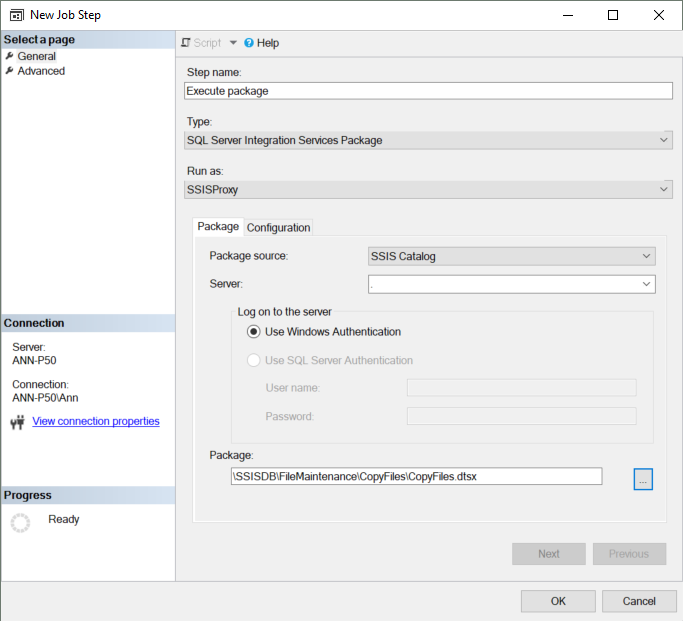 New Job Step
Select a page
General
Advanced
Script
Help
Step name:
Execute package
Type:
SQL Server Integration Services Package
Run as:
SSISProxy
Package
Configuration
Package source:
SSIS Catalog
Server:
.
Log on to the server
Use Windows Authentication
Use SQL Server Authentication
User name:
Password:
Package:
\SSISDB\FileMaintenance\CopyFiles\CopyFiles.dtsx
...
Next
Previous
Connection
Server:
ANN-P50
Connection:
ANN-P50\Ann
View connection properties
Progress
Ready
OK
Cancel